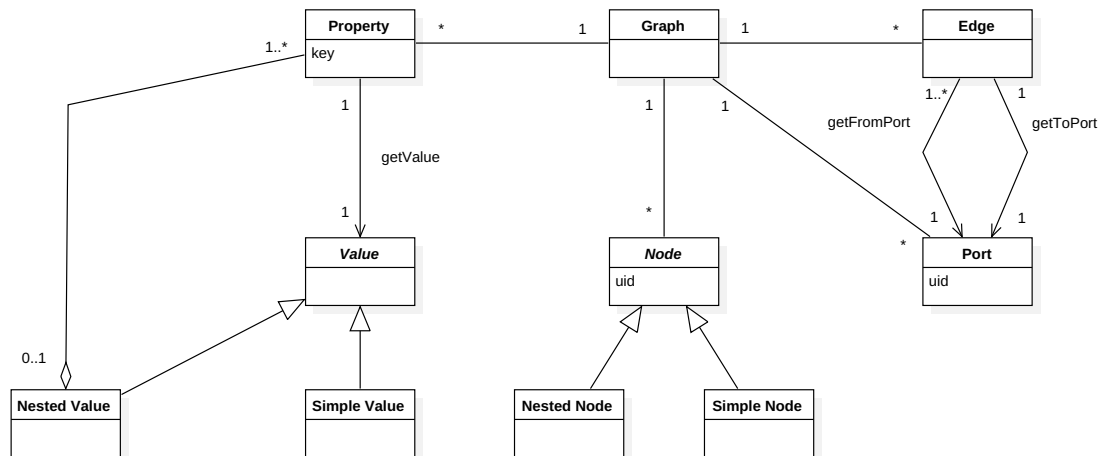 Property
key
Graph
Edge
1..*
*
1
1
*
1
getValue
1
1
*
1
*
getFromPort
getToPort
1..*
1
1
1
Value
Node
uid
Port
uid
0..1
Nested Value
Simple Value
Nested Node
Simple Node